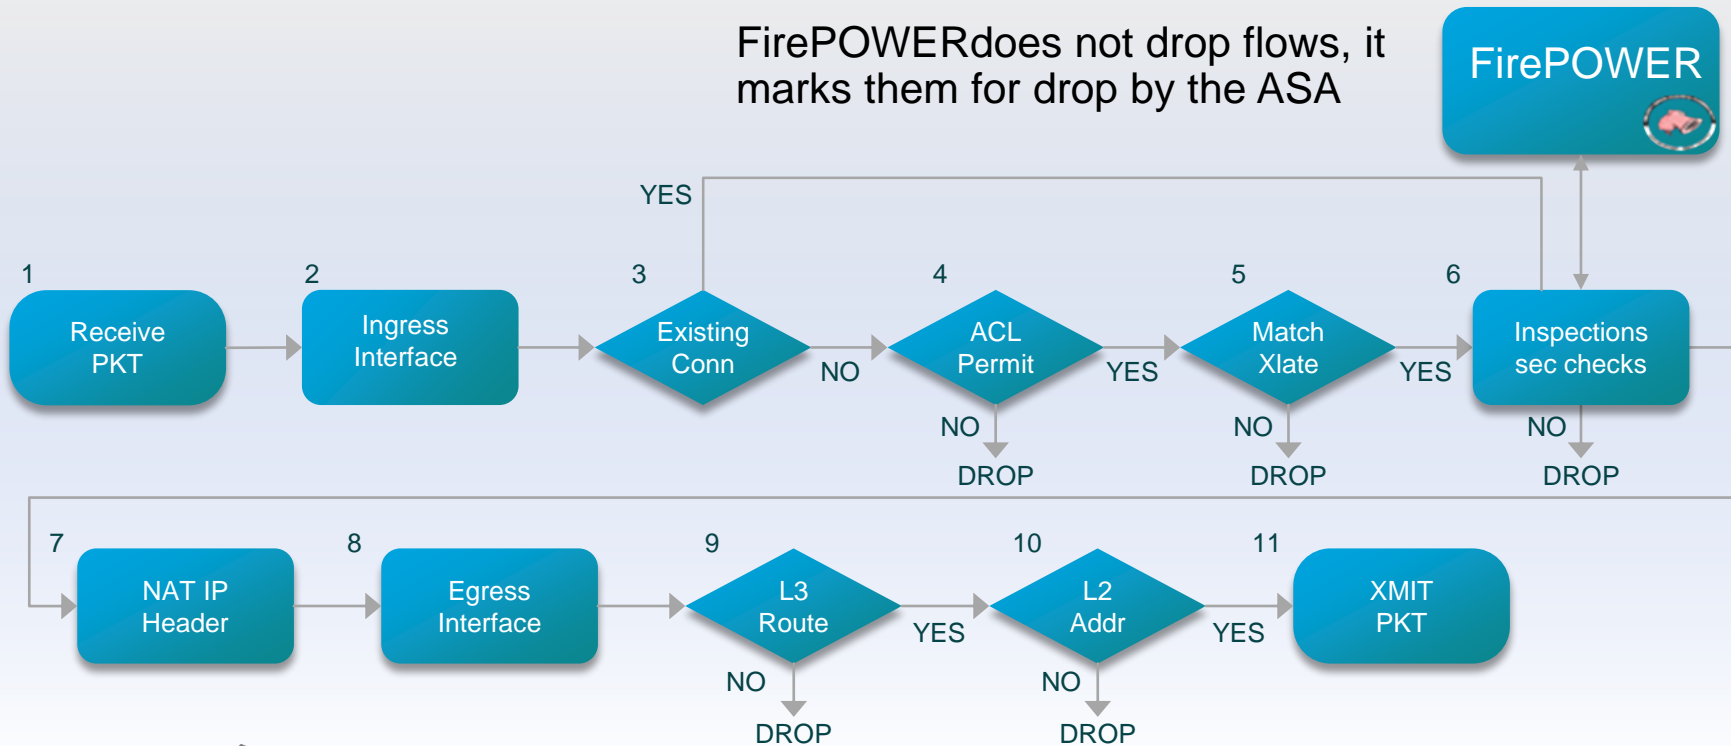 FirePOWERdoes not drop flows, it
marks them for drop by the ASA
FirePOWER
YES
1
2
3
4
5
6
Receive
PKT
Ingress
Interface
Existing
Conn
NO
ACL
Permit
YES
Match
Xlate
YES
Inspections
sec checks
NO
DROP
NO
DROP
NO
DROP
7
8
9
10
11
NAT IP
Header
Egress
Interface
L3
Route
YES
L2
Addr
YES
XMIT
PKT
NO
DROP
NO
DROP